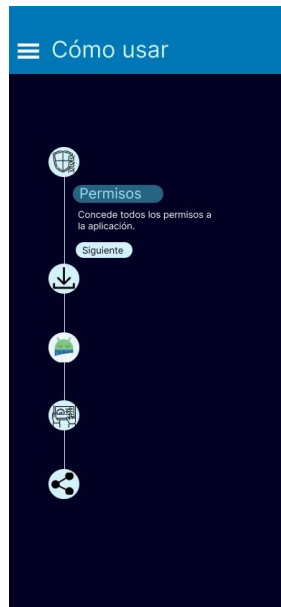 Cómo usar
Permisos
Concede todos los permisos a
la aplicación.
Siguiente